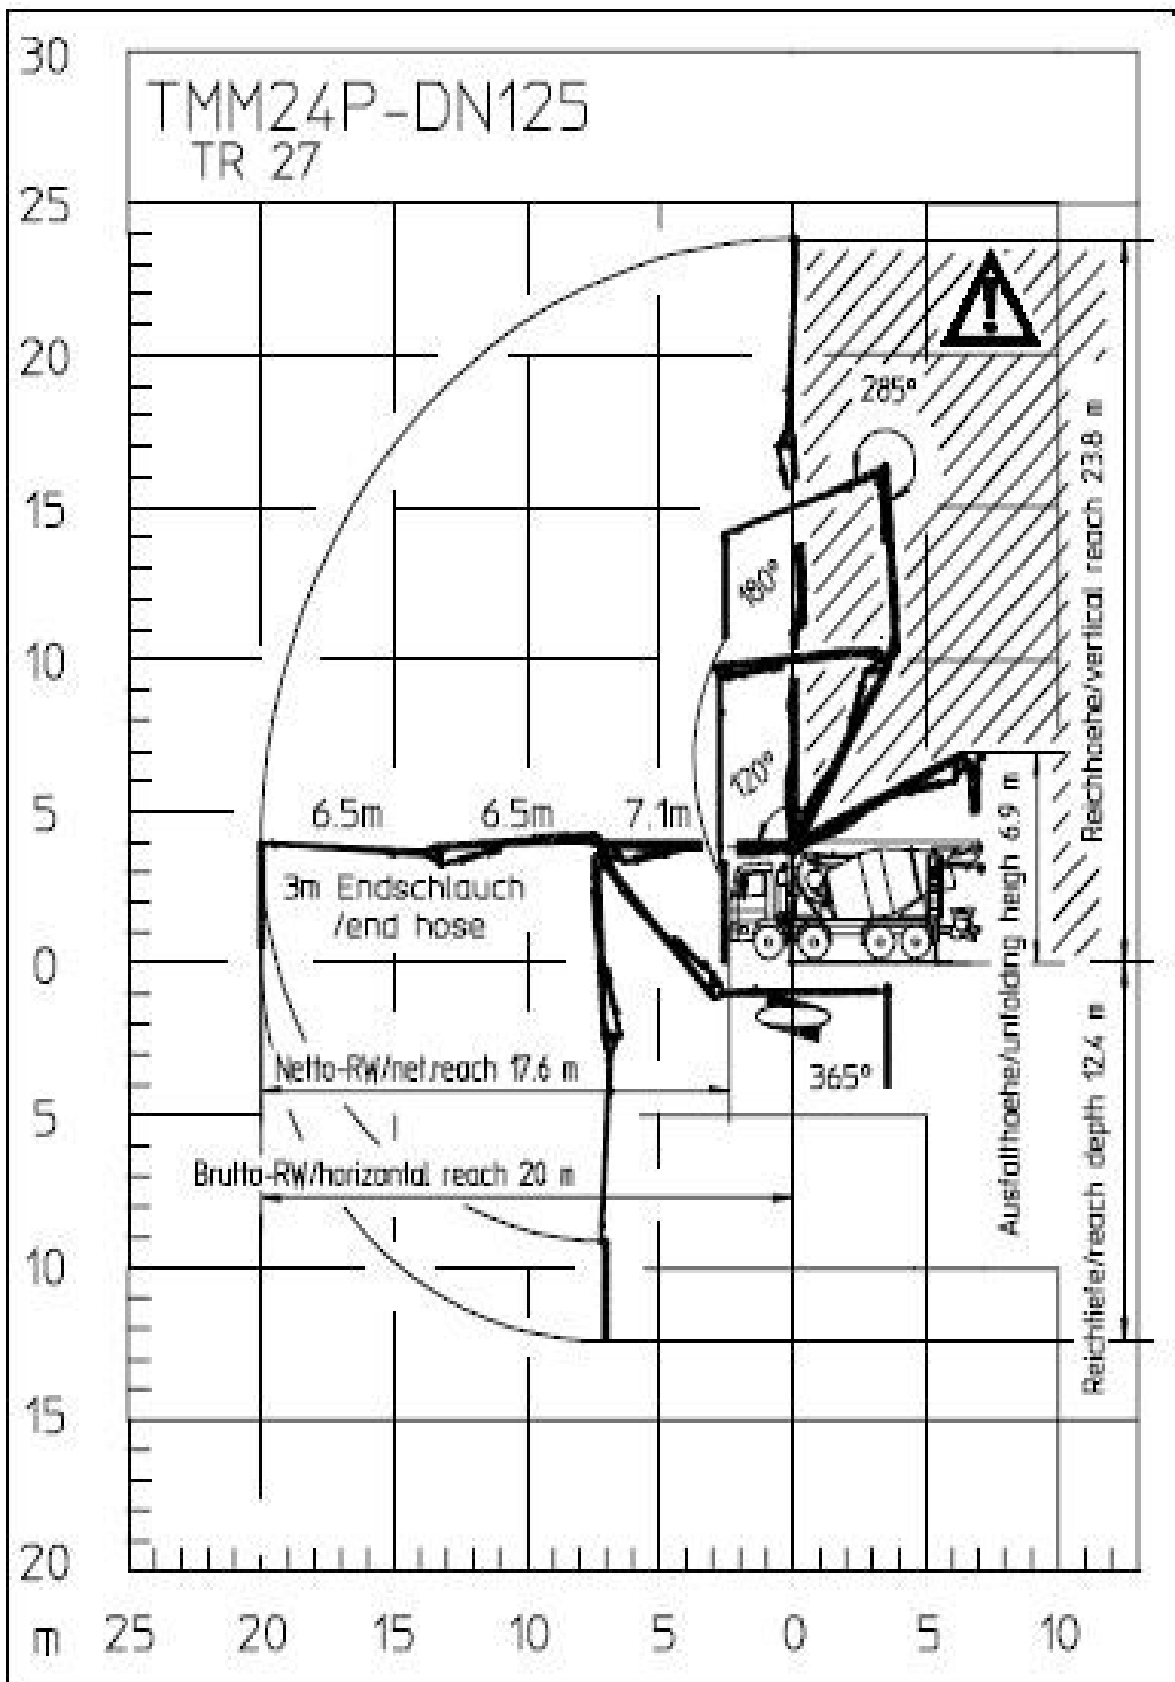 TMM24P-DN125
TR 27
30
25
20
15
10
5
0
5
10
15
20
m
25
20
15
10
5
0
5
10
285°
180°
120°
365°
6.5m
6.5m
7.1m
3m Endschlauch
/end hose
Netto-RW/net.reach 17.6 m
Brutto-RW/horizontal reach 20 m
Ausfalthoehe/unfolding heigh 6.9 m
Reichhoehe/vertical reach 23.8 m
Reichtiefe/reach depth 12.4 m